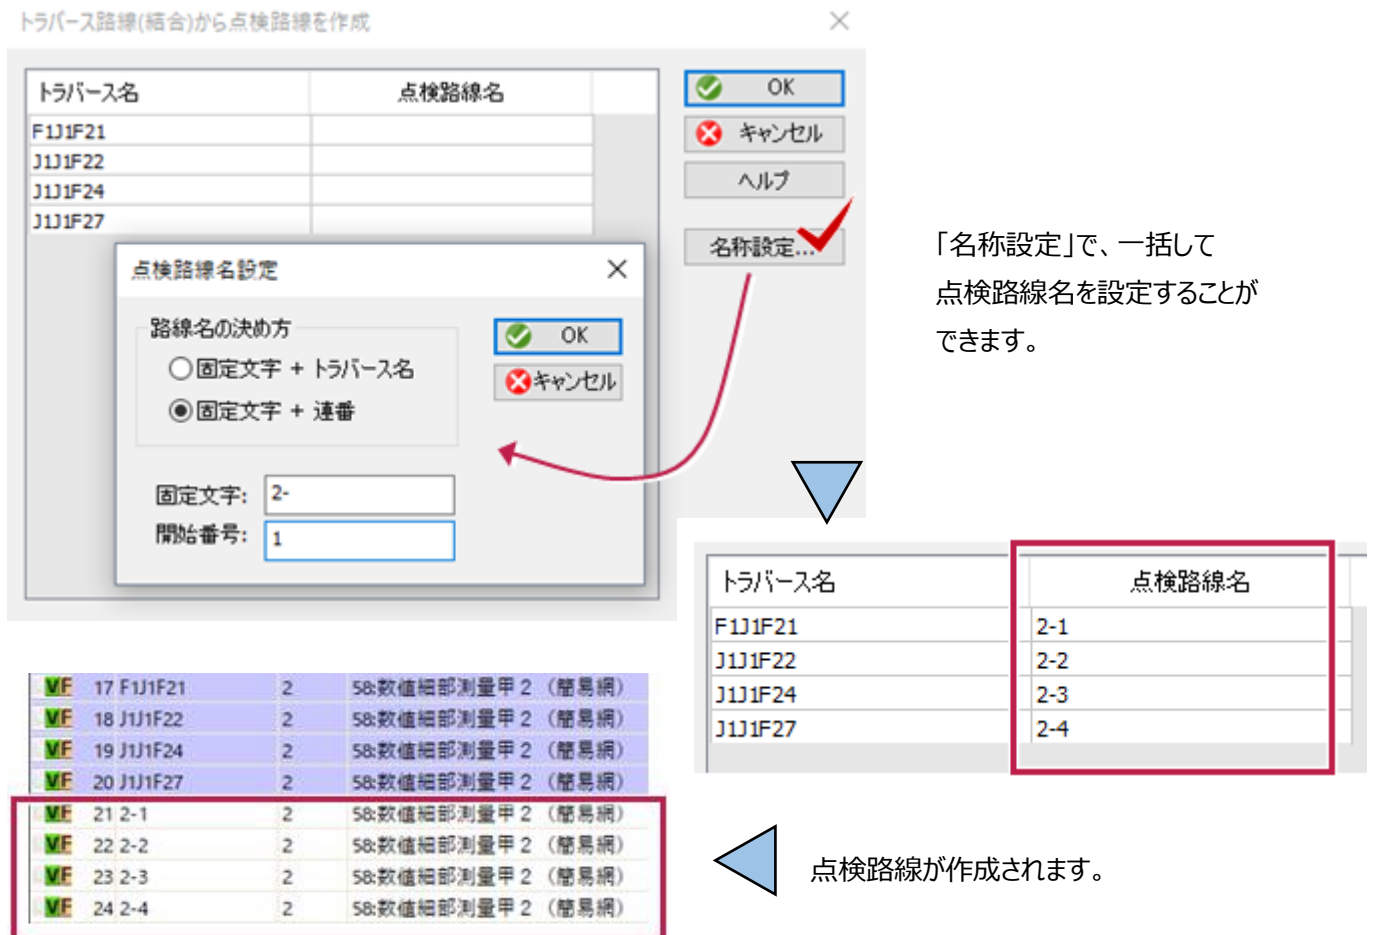 トラバース路線(結合)から点検路線を作成
トラバース名 点検路線名
F1J1F21
J1J1F22
J1J1F24
J1J1F27
OK
キャンセル
ヘルプ
名称設定...
点検路線名設定
路線名の決め方
固定文字 + トラバース名
固定文字 + 連番
OK
キャンセル
固定文字: 2-
開始番号: 1
「名称設定」で、一括して
点検路線名を設定することが
できます。
トラバース名 点検路線名
F1J1F21 2-1
J1J1F22 2-2
J1J1F24 2-3
J1J1F27 2-4
VF 17 F1J1F21 2 58:数値細部測量甲２（簡易網）
VF 18 J1J1F22 2 58:数値細部測量甲２（簡易網）
VF 19 J1J1F24 2 58:数値細部測量甲２（簡易網）
VF 20 J1J1F27 2 58:数値細部測量甲２（簡易網）
VF 21 2-1 2 58:数値細部測量甲２（簡易網）
VF 22 2-2 2 58:数値細部測量甲２（簡易網）
VF 23 2-3 2 58:数値細部測量甲２（簡易網）
VF 24 2-4 2 58:数値細部測量甲２（簡易網）
点検路線が作成されます。